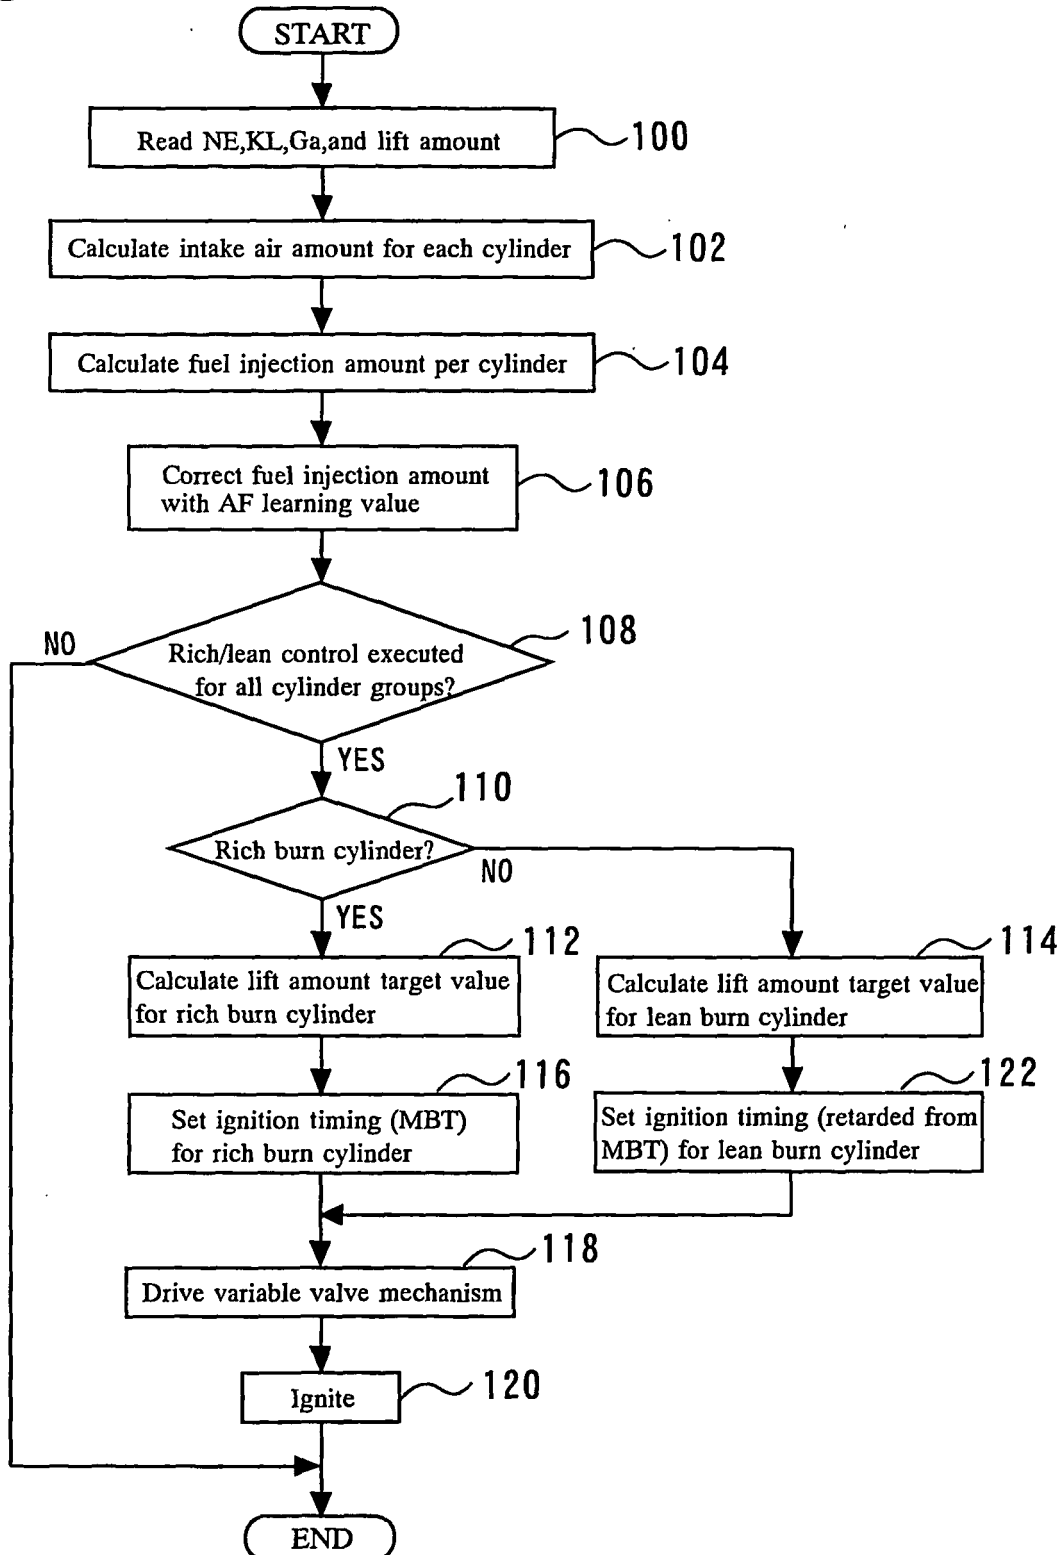 START
Read NE,KL,Ga,and lift amount
100
Calculate intake air amount for each cylinder
102
Calculate fuel injection amount per cylinder
104
Correct fuel injection amount
with AF learning value
106
Rich/lean control executed
for all cylinder groups?
108
NO
YES
110
Rich burn cylinder?
NO
YES
112
Calculate lift amount target value
for rich burn cylinder
114
Calculate lift amount target value
for lean burn cylinder
116
Set ignition timing (MBT)
for rich burn cylinder
122
Set ignition timing (retarded from
MBT) for lean burn cylinder
118
Drive variable valve mechanism
Ignite
120
END